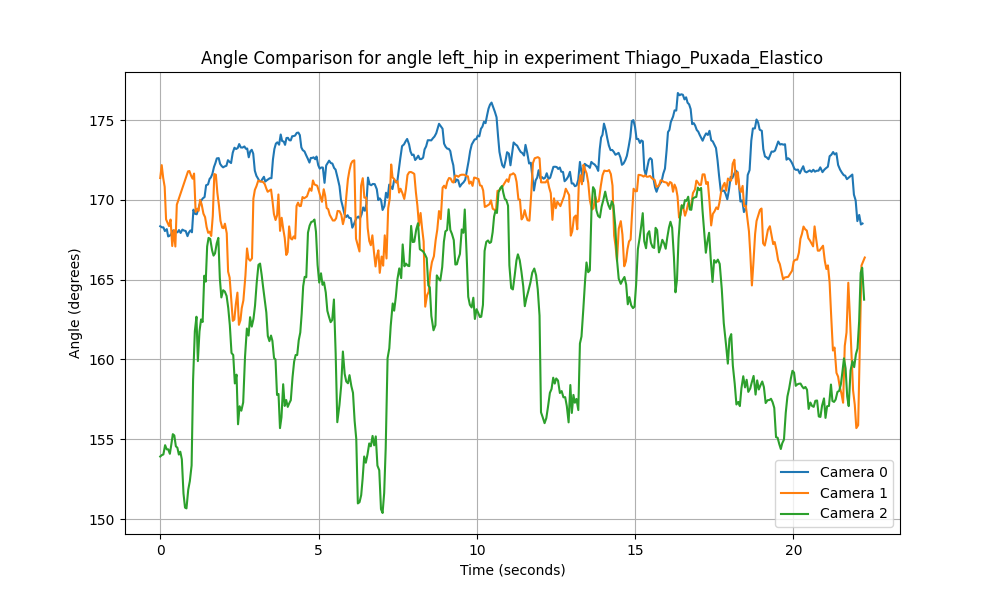 Angle Comparison for angle left_hip in experiment Thiago_Puxada_Elastico
Angle (degrees)
175
170
165
160
155
150
0 5 10 15 20
Time (seconds)
Camera 0
Camera 1
Camera 2